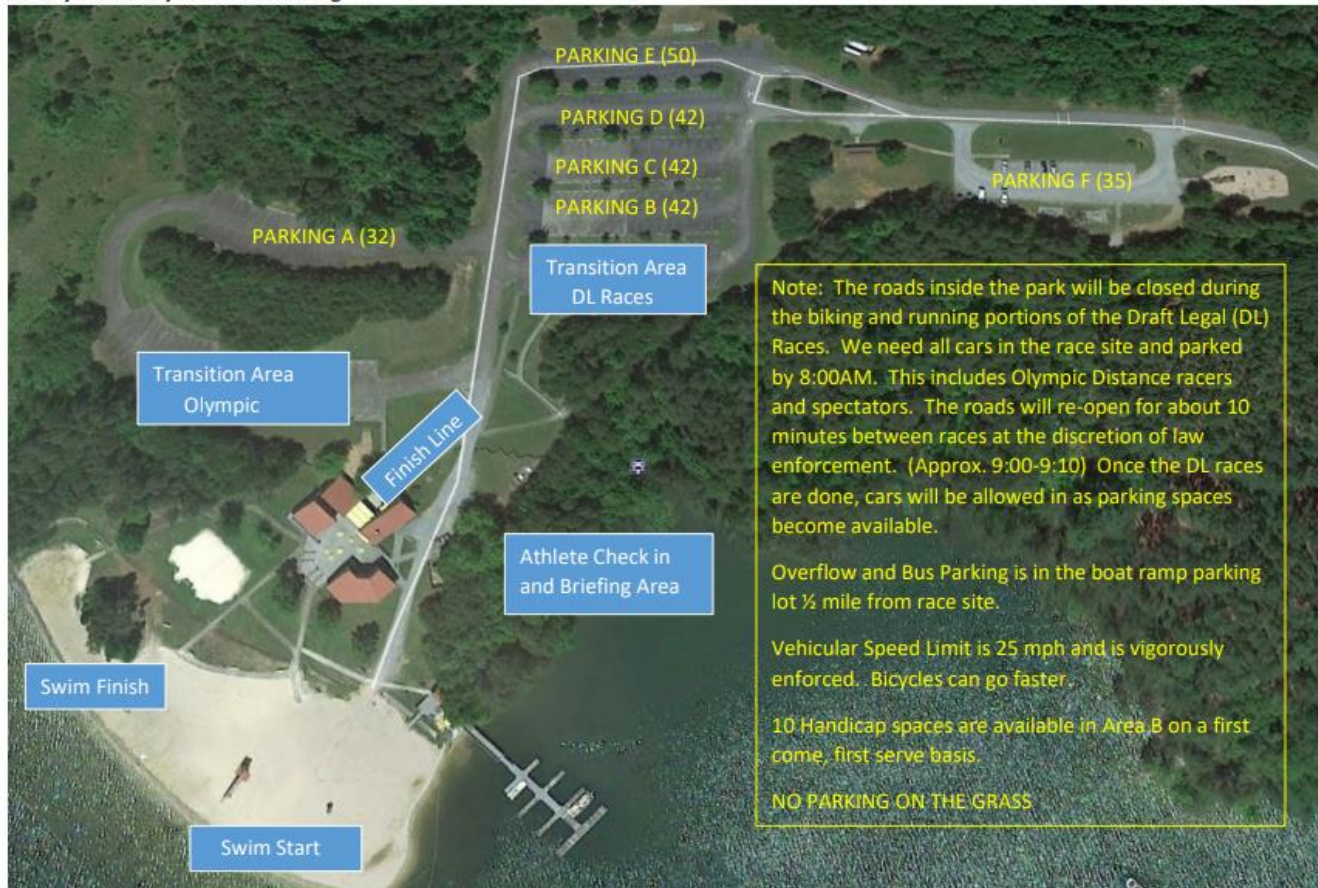 PARKING E (50)
PARKING D (42)
PARKING C (42)
PARKING F (35)
PARKING B (42)
PARKING A (32)
Transition Area
DL Races
Transition Area
Olympic
Finish Line
Athlete Check in
and Briefing Area
Swim Finish
Swim Start
Note: The roads inside the park will be closed during
the biking and running portions of the Draft Legal (DL)
Races. We need all cars in the race site and parked
by 8:00AM. This includes Olympic Distance racers
and spectators. The roads will re-open for about 10
minutes between races at the discretion of law
enforcement. (Approx. 9:00-9:10) Once the DL races
are done, cars will be allowed in as parking spaces
become available.
Overflow and Bus Parking is in the boat ramp parking
lot ½ mile from race site.
Vehicular Speed Limit is 25 mph and is vigorously
enforced. Bicycles can go faster.
10 Handicap spaces are available in Area B on a first
come, first serve basis.
NO PARKING ON THE GRASS